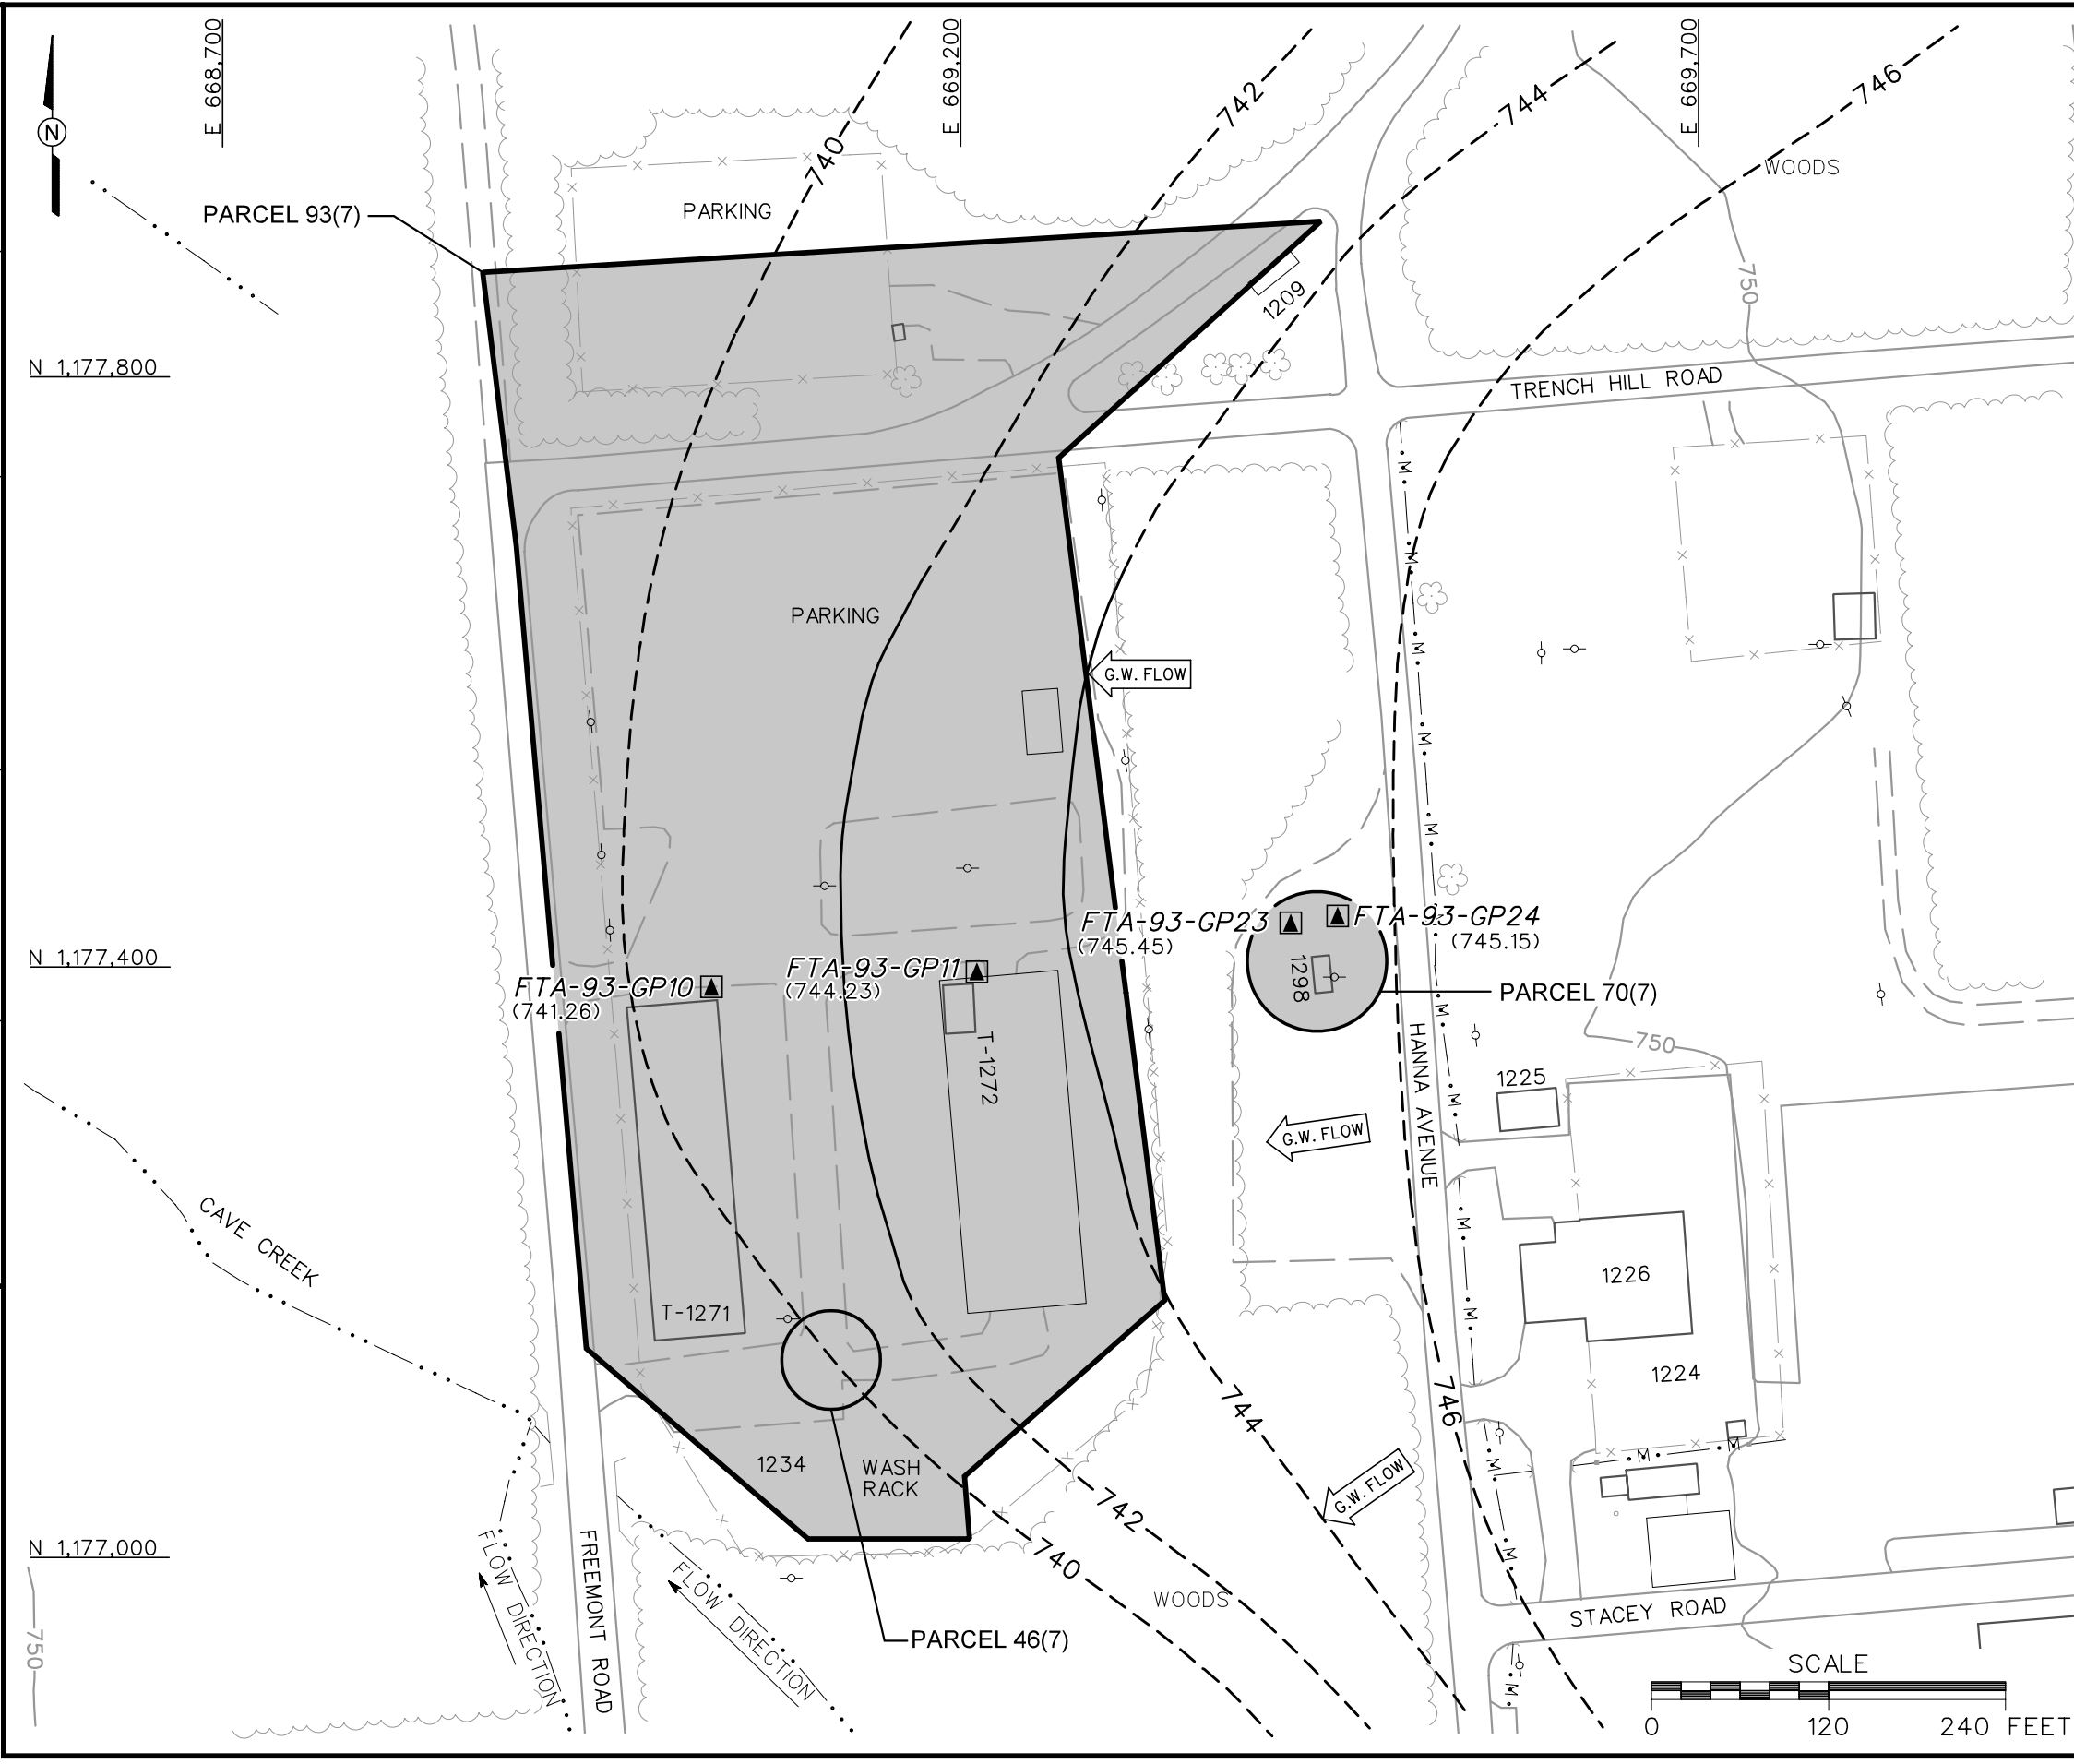 E 668,700
E 669,200
E 669,700
N
740
742
744
746
WOODS
PARCEL 93(7)
PARKING
750
1209
N 1,177,800
TRENCH HILL ROAD
M
M
M
PARKING
G.W. FLOW
M
M
FTA-93-GP23
(745.45)
FTA-93-GP24
(745.15)
M
N 1,177,400
FTA-93-GP10
(741.26)
FTA-93-GP11
(744.23)
1298
PARCEL 70(7)
M
HANNA AVENUE
750
T-1272
1225
M
G.W. FLOW
CAVE CREEK
M
1226
T-1271
M
1224
744
746
1234
WASH
RACK
M
M
M
G.W. FLOW
742
740
N 1,177,000
M
FLOW DIRECTION
FREEMONT ROAD
FLOW DIRECTION
WOODS
STACEY ROAD
750
PARCEL 46(7)
M
SCALE
0 120 240 FEET